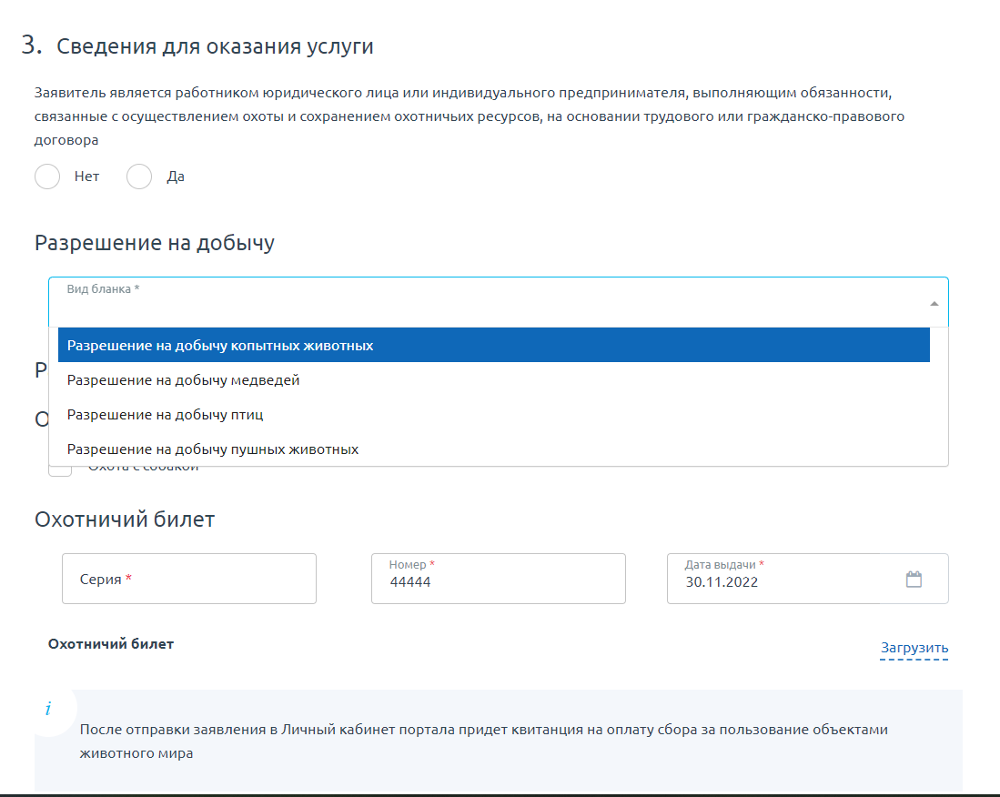 3. Сведения для оказания услуги
Заявитель является работником юридического лица или индивидуального предпринимателя, выполняющим обязанности,
связанные с осуществлением охоты и сохранением охотничьих ресурсов, на основании трудового или гражданско-правового
договора
Нет Да
Разрешение на добычу
Вид бланка *
Разрешение на добычу копытных животных
Разрешение на добычу медведей
Разрешение на добычу птиц
Разрешение на добычу пушных животных
Охота с собакой
Охотничий билет
Серия * Номер * Дата выдачи *
44444 30.11.2022
Охотничий билет Загрузить
i
После отправки заявления в Личный кабинет портала придет квитанция на оплату сбора за пользование объектами
животного мира